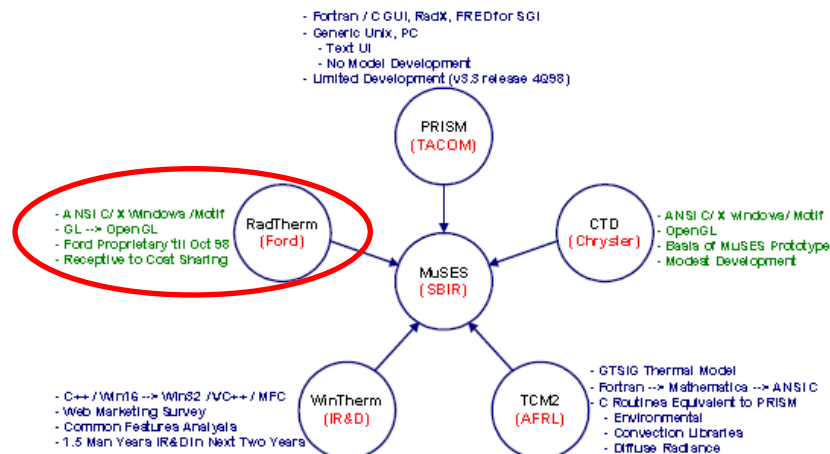 - Fortran / C GUI, RadX, FRED for SGI
- Generic Unix, PC
- Text UI
- No Model Development
- Limited Development (v3.3 release 4Q98)
PRISM
(TACOM)
- ANSI C/ X Windows /Motif
- GL --> OpenGL
- Ford Proprietary 'til Oct 98
- Receptive to Cost Sharing
RadTherm
(Ford)
CTD
(Chrysler)
- ANSI C/ X windows/ Motif
- OpenGL
- Basis of MuSES Prototype
- Modest Development
MuSES
(SBIR)
- C++ / Win16 --> Win32 /VC++ / MFC
- Web Marketing Survey
- Common Features Analysis
- 1.5 Man Years IR&D in Next Two Years
WinTherm
(IR&D)
TCM2
(AFRL)
- GTSIG Thermal Model
- Fortran --> Mathematica --> ANSI C
- C Routines Equivalent to PRISM
- Environmental
- Convection Libraries
- Diffuse Radiance